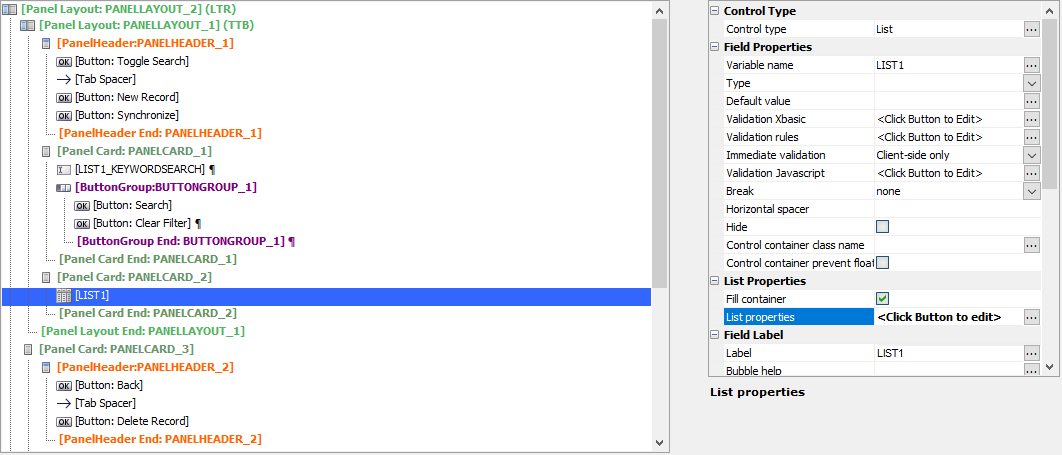 [Panel Layout: PANELLAYOUT_2] (LTR)
[Panel Layout: PANELLAYOUT_1] (TTB)
[PanelHeader:PANELHEADER_1]
OK [Button: Toggle Search]
[Tab Spacer]
OK [Button: New Record]
OK [Button: Synchronize]
[PanelHeader End: PANELHEADER_1]
[Panel Card: PANELCARD_1]
[LIST1_KEYWORDSEARCH] ¶
[ButtonGroup:BUTTONGROUP_1]
OK [Button: Search]
OK [Button: Clear Filter] ¶
[ButtonGroup End: BUTTONGROUP_1] ¶
[Panel Card End: PANELCARD_1]
[Panel Card: PANELCARD_2]
[LIST1]
[Panel Card End: PANELCARD_2]
[Panel Layout End: PANELLAYOUT_1]
[Panel Card: PANELCARD_3]
[PanelHeader:PANELHEADER_2]
OK [Button: Back]
[Tab Spacer]
OK [Button: Delete Record]
[PanelHeader End: PANELHEADER_2]
Control Type
Control type List ...
Field Properties
Variable name LIST1 ...
Type
Default value ...
Validation Xbasic <Click Button to Edit> ...
Validation rules <Click Button to Edit> ...
Immediate validation Client-side only
Validation Javascript <Click Button to Edit> ...
Break none
Horizontal spacer
Hide
Control container class name ...
Control container prevent float
List Properties
Fill container
List properties <Click Button to edit> ...
Field Label
Label LIST1 ...
Bubble help ...
List properties